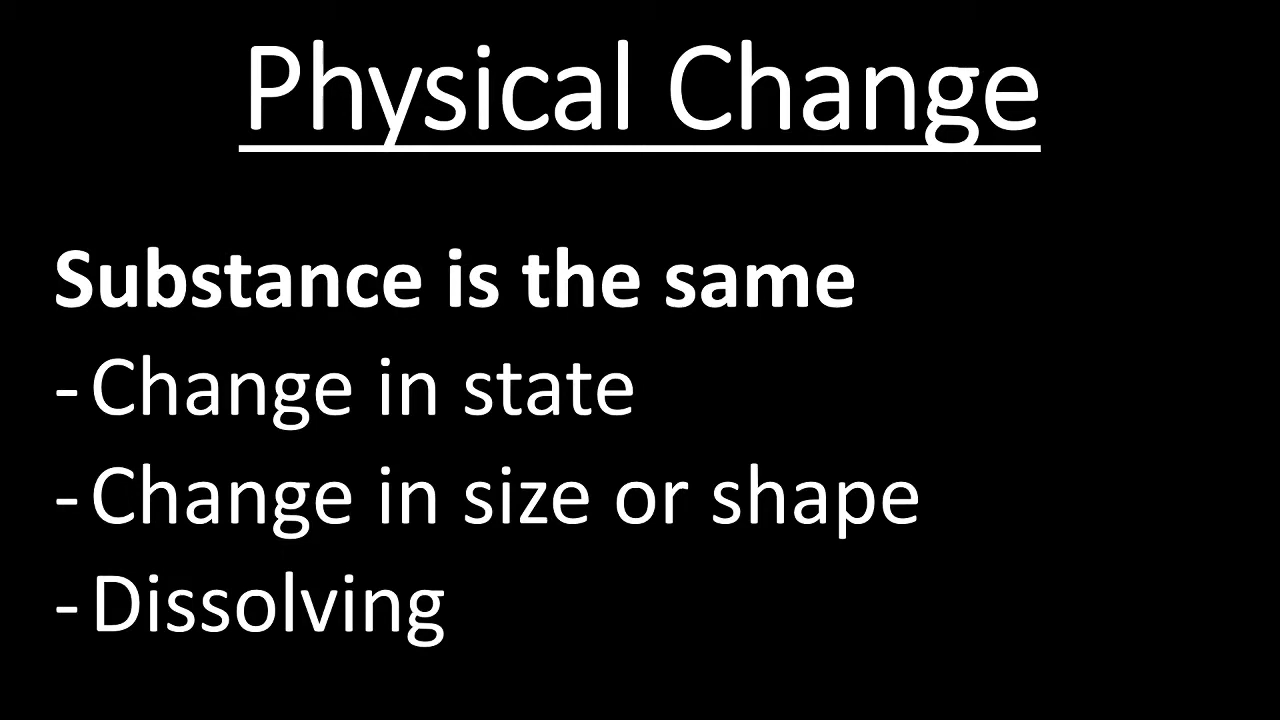 Physical Change
Substance is the same
- Change in state
- Change in size or shape
- Dissolving